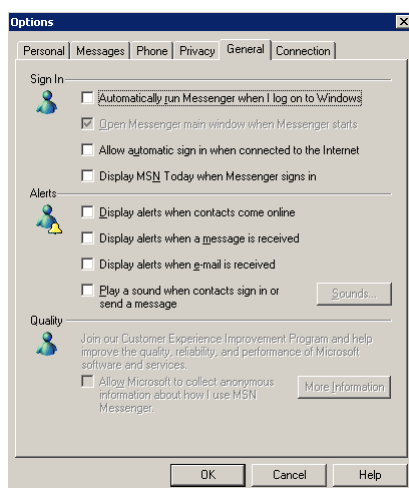 Options
Personal Messages Phone Privacy General Connection
Sign In
Automatically run Messenger when I log on to Windows
Open Messenger main window when Messenger starts
Allow automatic sign in when connected to the Internet
Display MSN Today when Messenger signs in
Alerts
Display alerts when contacts come online
Display alerts when a message is received
Display alerts when e-mail is received
Play a sound when contacts sign in or
send a message
Sounds...
Quality
Join our Customer Experience Improvement Program and help
improve the quality, reliability, and performance of Microsoft
software and services.
Allow Microsoft to collect anonymous
information about how I use MSN
Messenger.
More Information
OK Cancel Help